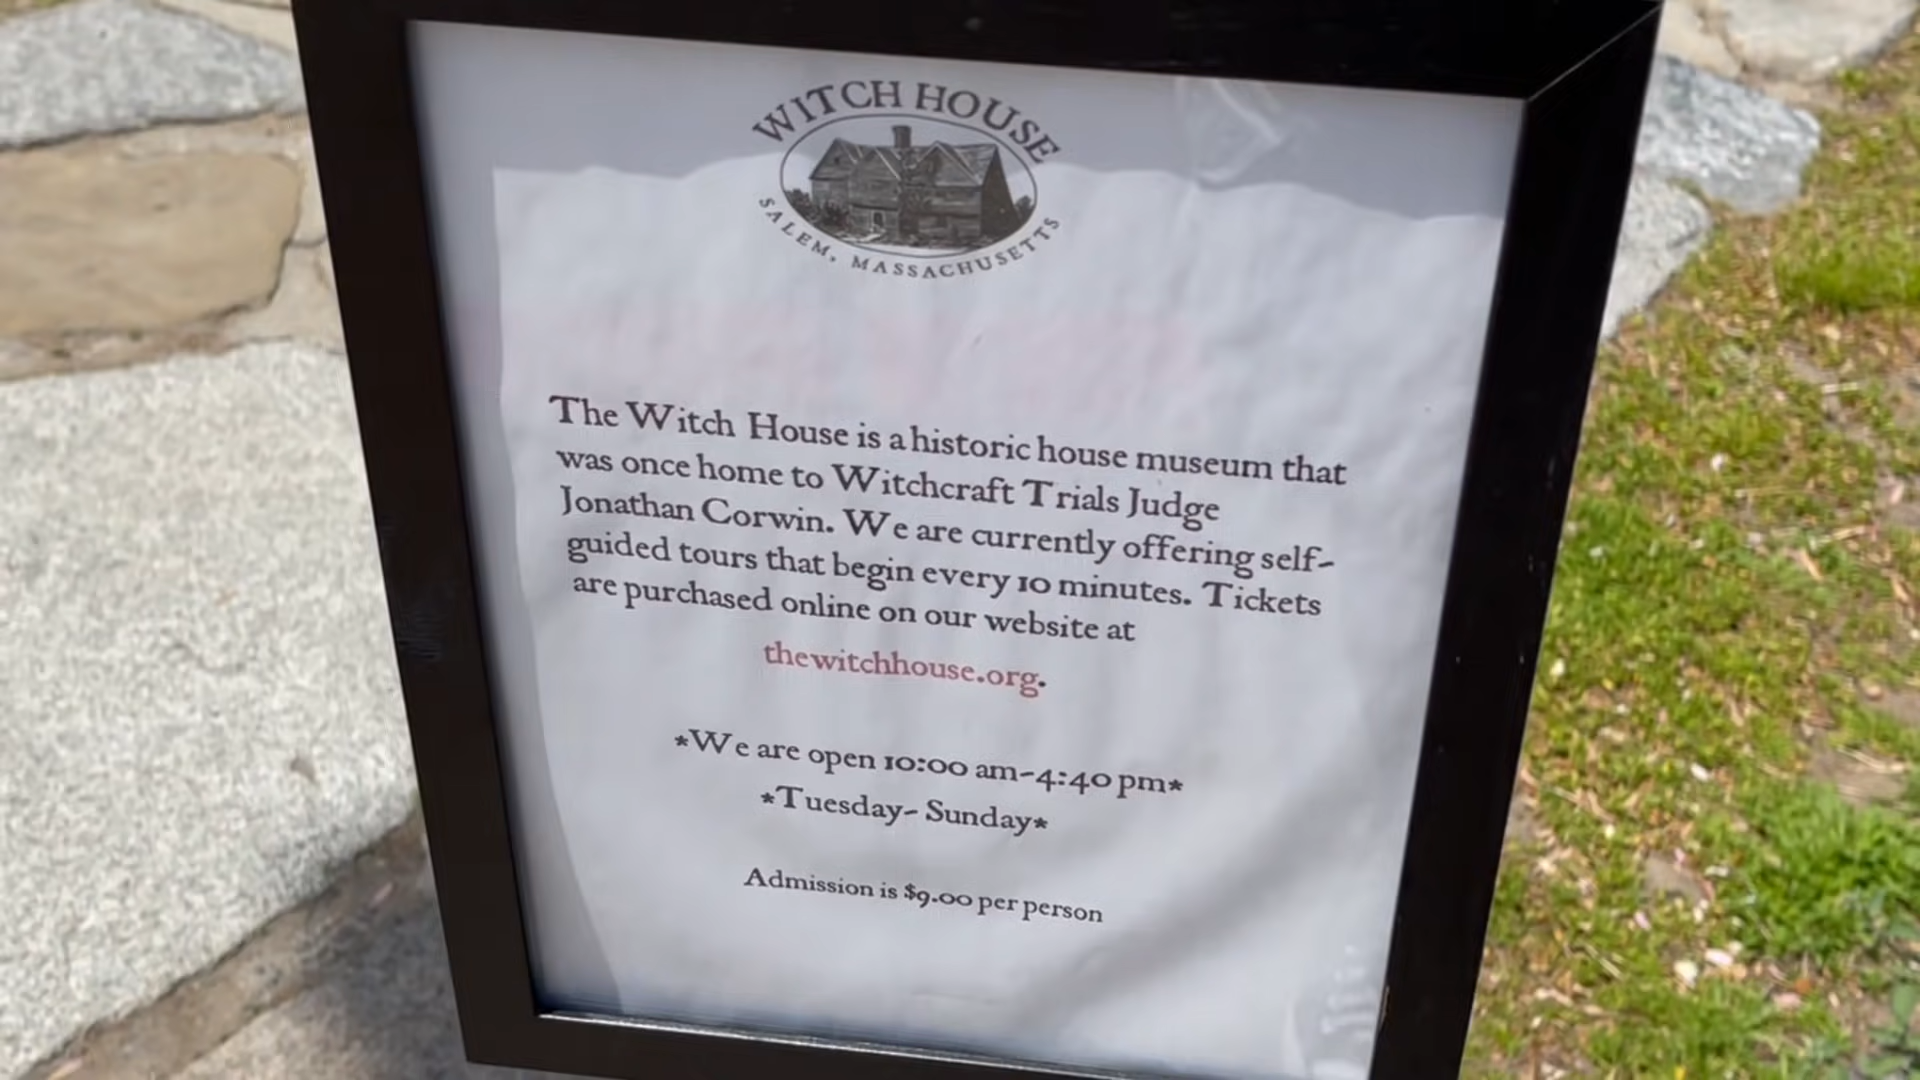 WITCH HOUSE
SALEM, MASSACHUSETTS
The Witch House is a historic house museum that
was once home to Witchcraft Trials Judge
Jonathan Corwin. We are currently offering self-
guided tours that begin every 10 minutes. Tickets
are purchased online on our website at
thewitchhouse.org.
*We are open 10:00 am-4:40 pm*
*Tuesday- Sunday*
Admission is $9.00 per person